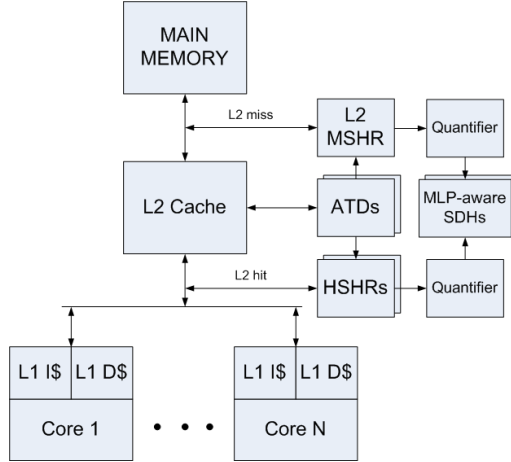 MAIN
MEMORY
L2 miss
L2
MSHR
Quantifier
L2 Cache
ATDs
MLP-aware
SDHs
L2 hit
HSHRs
Quantifier
L1 I$ L1 D$
L1 I$ L1 D$
Core 1
• • •
Core N